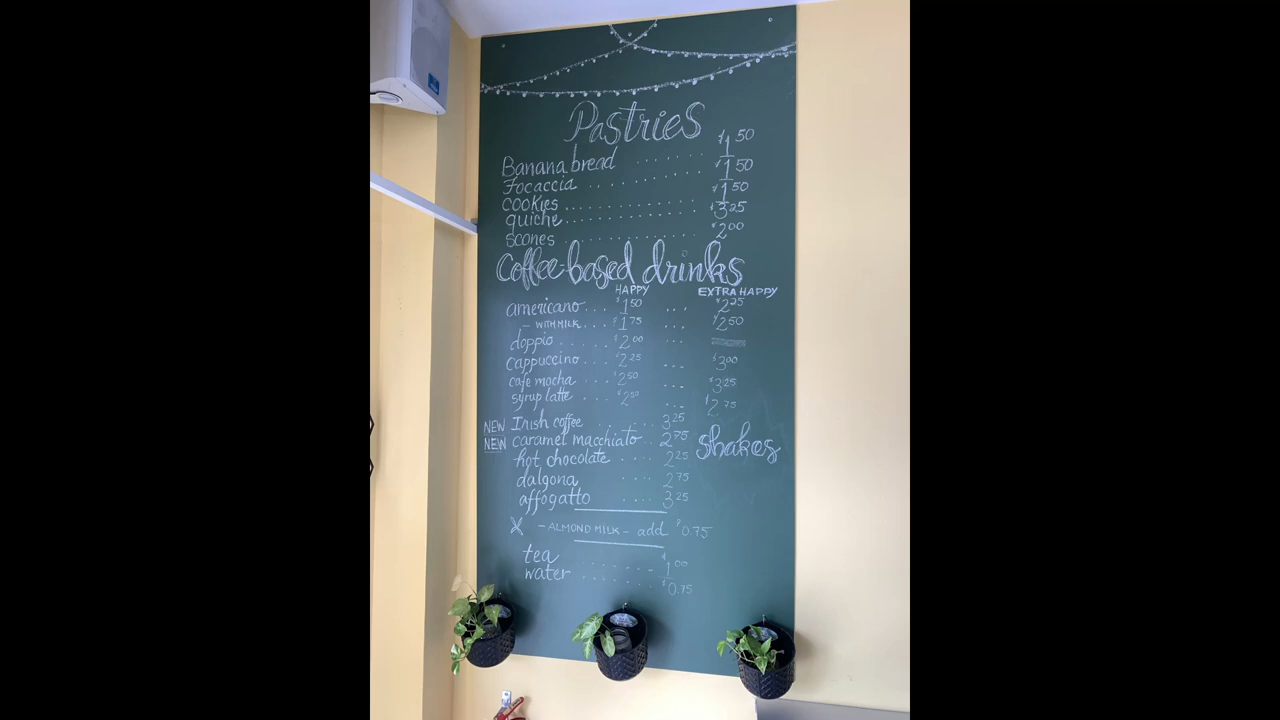 Pastries
Banana bread ........ $1.50
Focaccia ........ $1.50
cookies ........ $1.50
quiche ........ $3.25
scones ........ $2.00
Coffee-based drinks
HAPPY EXTRA HAPPY
americano .... $1.50 ... $2.25
- WITH MILK .. $1.75 ... $2.50
doppio ...... $2.00
cappuccino .... $2.25 ... $3.00
cafe mocha .... $2.50 ... $3.25
syrup latte .... $2.50 ... $2.75
NEW Irish coffee ... 3.25
NEW caramel macchiato .. 2.75
shakes
hot chocolate .... 2.25
dalgona .... 2.75
affogatto .... 3.25
- ALMOND MILK - add $0.75
tea ........ $1.00
water ........ $0.75